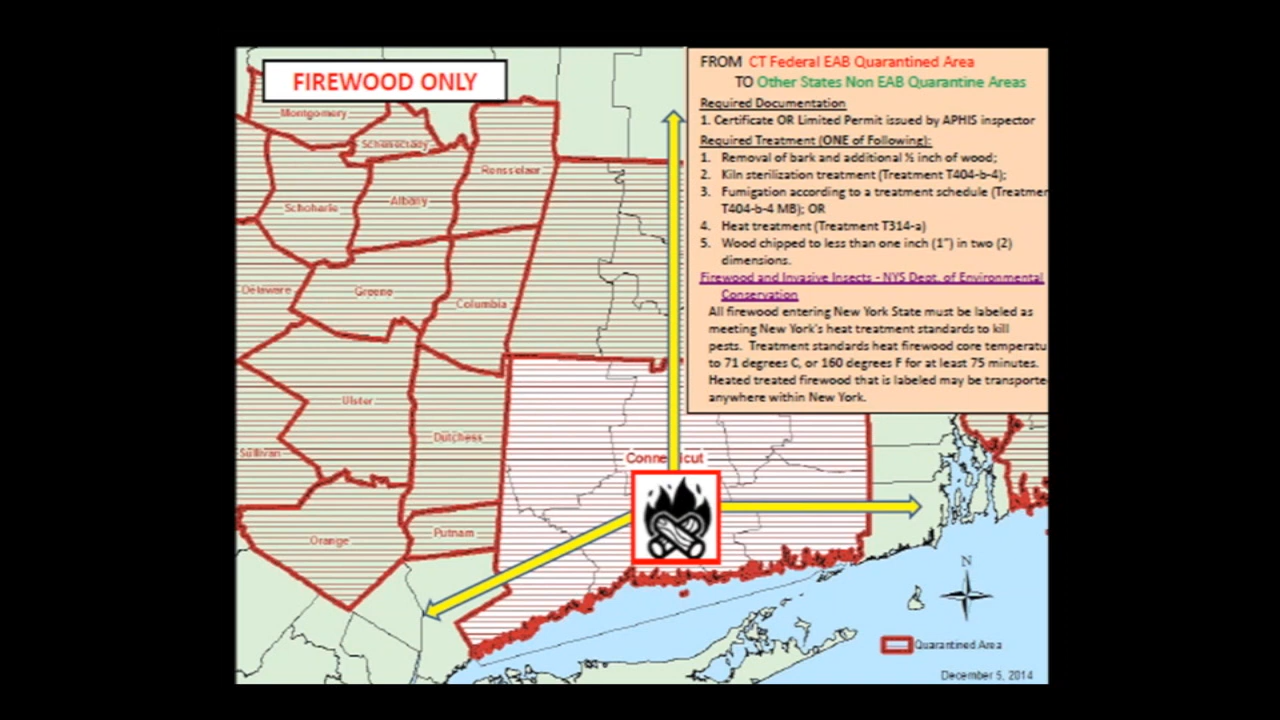 FIREWOOD ONLY
FROM CT Federal EAB Quarantined Area
TO Other States Non EAB Quarantine Areas
Required Documentation
1. Certificate OR Limited Permit issued by APHIS inspector
Required Treatment (ONE of Following):
1. Removal of bark and additional ½ inch of wood;
2. Kiln sterilization treatment (Treatment T404-b-4);
3. Fumigation according to a treatment schedule (Treatmen
T404-b-4 MB); OR
4. Heat treatment (Treatment T314-a)
5. Wood chipped to less than one inch (1") in two (2)
dimensions.
Firewood and Invasive Insects - NYS Dept. of Environmental
Conservation
All firewood entering New York State must be labeled as
meeting New York's heat treatment standards to kill
pests. Treatment standards heat firewood core temperatu
to 71 degrees C, or 160 degrees F for at least 75 minutes.
Heated treated firewood that is labeled may be transporte
anywhere within New York.
Montgomery
Schenectady
Rensselaer
Schoharie
Albany
Delaware
Greene
Columbia
Ulster
Sullivan
Dutchess
Conne icut
Orange
Putnam
N
Quarantined Area
December 5, 2014